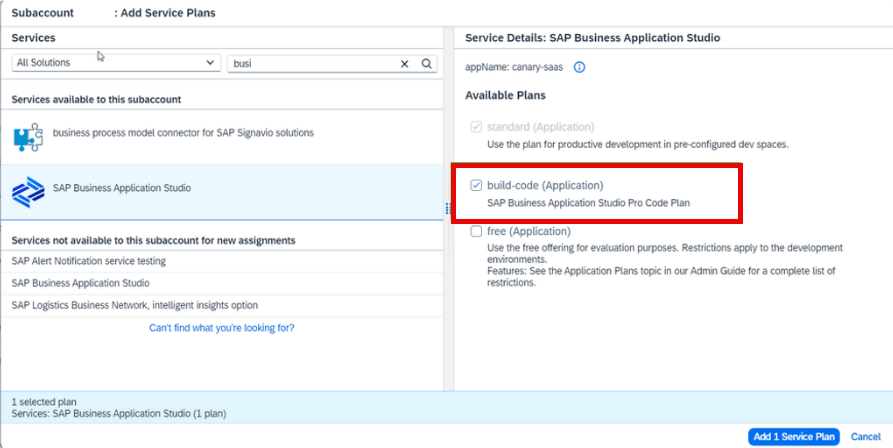 Subaccount : Add Service Plans
Services
All Solutions
busi
Services available to this subaccount
business process model connector for SAP Signavio solutions
SAP Business Application Studio
Services not available to this subaccount for new assignments
SAP Alert Notification service testing
SAP Business Application Studio
SAP Logistics Business Network, intelligent insights option
Can't find what you're looking for?
Service Details: SAP Business Application Studio
appName: canary-saas
Available Plans
standard (Application)
Use the plan for productive development in pre-configured dev spaces.
build-code (Application)
SAP Business Application Studio Pro Code Plan
free (Application)
Use the free offering for evaluation purposes. Restrictions apply to the development
environments.
Features: See the Application Plans topic in our Admin Guide for a complete list of
restrictions.
1 selected plan
Services: SAP Business Application Studio (1 plan)
Add 1 Service Plan
Cancel